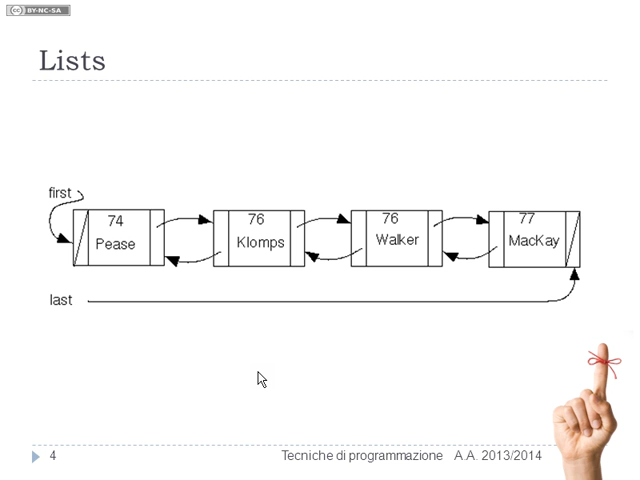 BY-NC-SA
Lists
first
74 76 76 77
Pease Klomps Walker MacKay
last
4 Tecniche di programmazione A.A. 2013/2014